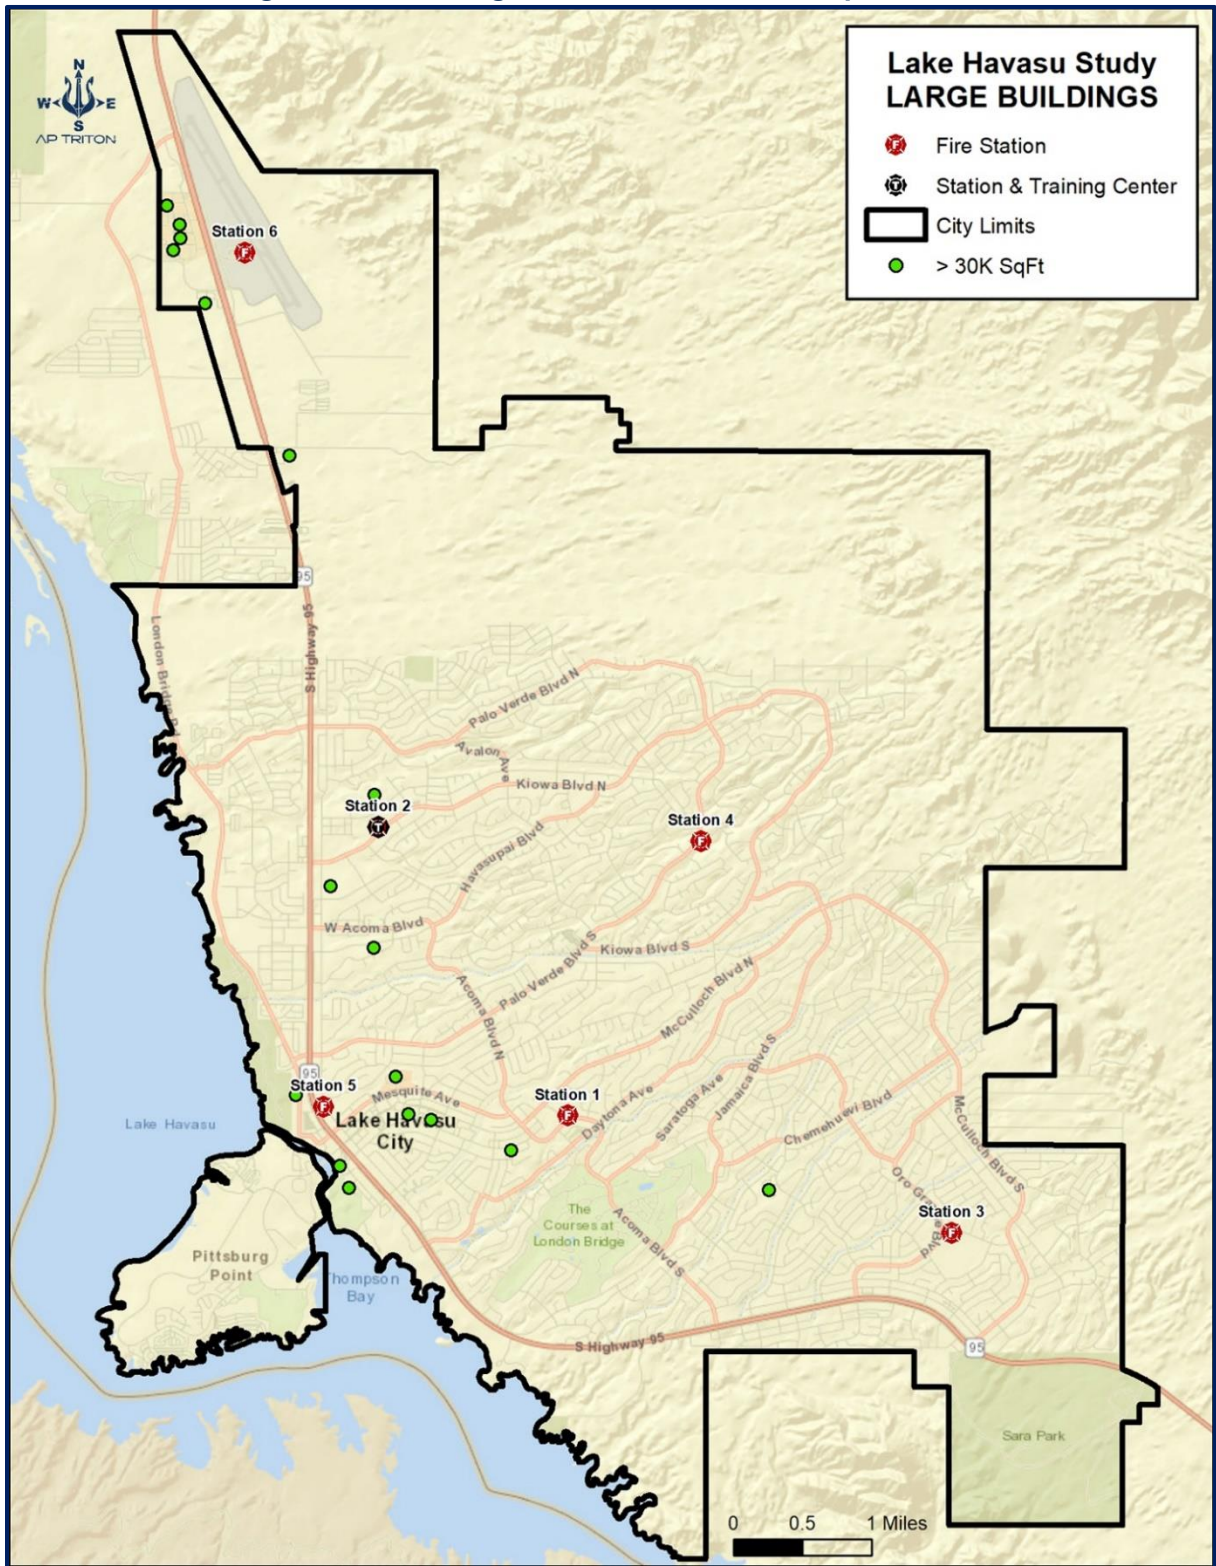 N
W E
S
AP TRITON
Lake Havasu Study
LARGE BUILDINGS
Fire Station
Station & Training Center
City Limits
> 30K SqFt
Station 6
95
London Bridge Rd
S Highway 95
Palo Verde Blvd N
Avalon Ave
Kiowa Blvd N
Station 2
Station 4
Havasupai Blvd
W Acoma Blvd
Kiowa Blvd S
Palo Verde Blvd S
McCulloch Blvd N
Acoma Blvd N
Jamaica Blvd S
95
Station 5
Mesquite Ave
Station 1
Daytona Ave
Saratoga Ave
Chemehuevi Blvd
McCulloch Blvd S
Lake Havasu
Lake Havasu
City
Oro Grande Blvd
Station 3
The
Courses at
London Bridge
Acoma Blvd S
Pittsburg
Point
Thompson
Bay
S Highway 95
95
Sara Park
0 0.5 1 Miles